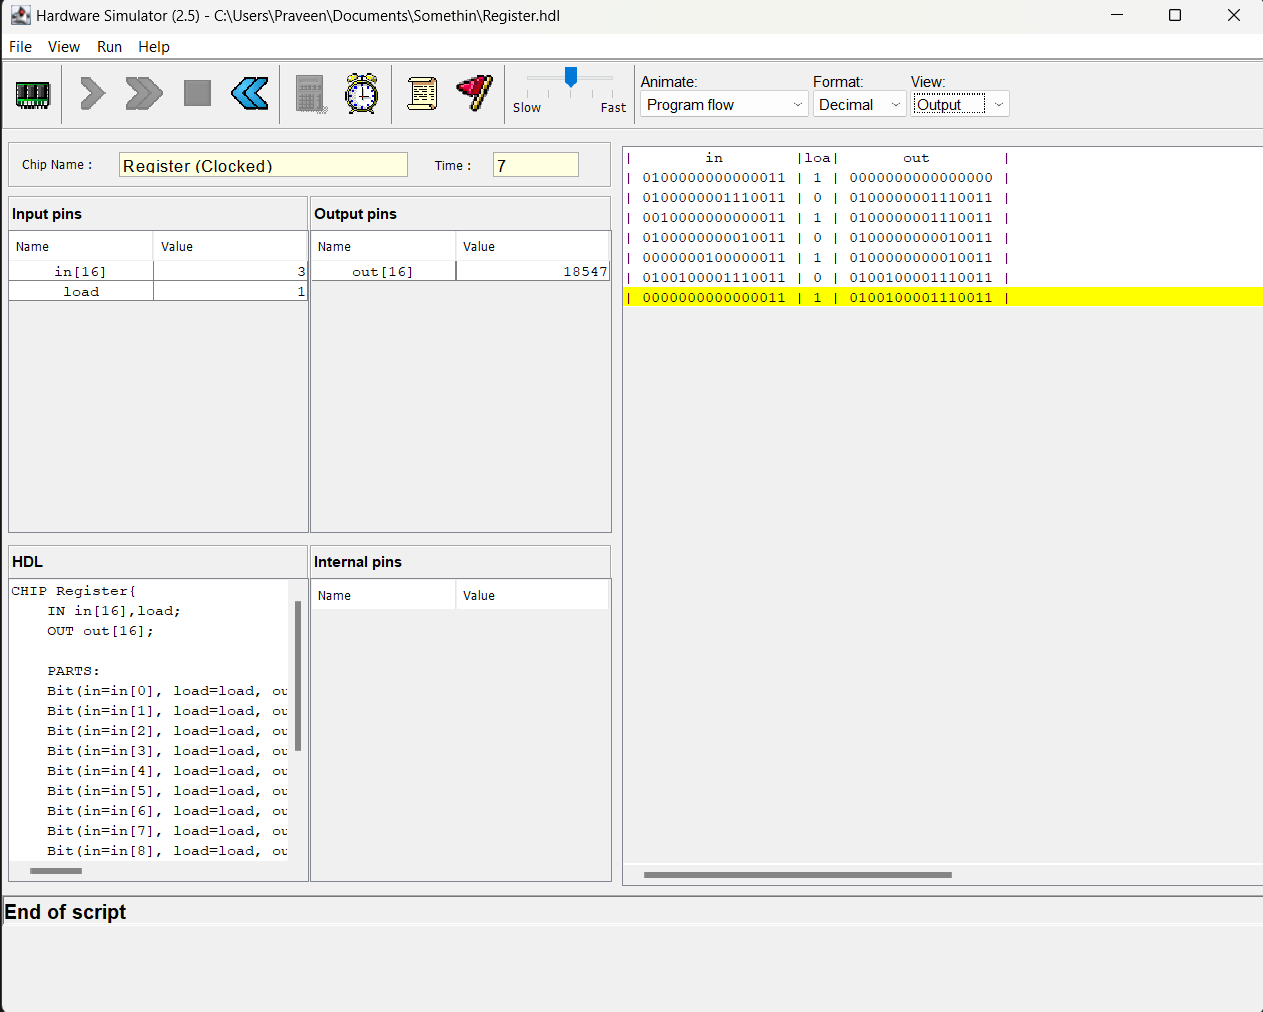 Hardware Simulator (2.5) - C:\Users\Praveen\Documents\Somethin\Register.hdl
File View Run Help
Slow Fast
Animate: Format: View:
Program flow Decimal Output
Chip Name : Register (Clocked) Time : 7
Input pins
Name Value
in[16] 3
load 1
Output pins
Name Value
out[16] 18547
HDL
CHIP Register{
IN in[16],load;
OUT out[16];
PARTS:
Bit(in=in[0], load=load, ou
Bit(in=in[1], load=load, ou
Bit(in=in[2], load=load, ou
Bit(in=in[3], load=load, ou
Bit(in=in[4], load=load, ou
Bit(in=in[5], load=load, ou
Bit(in=in[6], load=load, ou
Bit(in=in[7], load=load, ou
Bit(in=in[8], load=load, ou
Internal pins
Name Value
| in |loa| out |
| 0100000000000011 | 1 | 0000000000000000 |
| 0100000001110011 | 0 | 0100000001110011 |
| 0010000000000011 | 1 | 0100000001110011 |
| 0100000000010011 | 0 | 0100000000010011 |
| 0000000100000011 | 1 | 0100000000010011 |
| 0100100001110011 | 0 | 0100100001110011 |
| 0000000000000011 | 1 | 0100100001110011 |
End of script